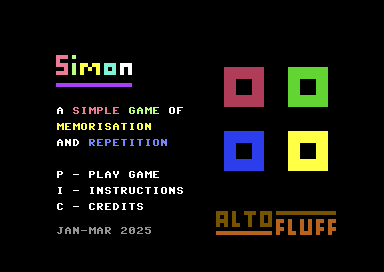 Simon
A SIMPLE GAME OF
MEMORISATION
AND REPETITION
P - PLAY GAME
I - INSTRUCTIONS
C - CREDITS
JAN-MAR 2025
ALTO
FLUFF